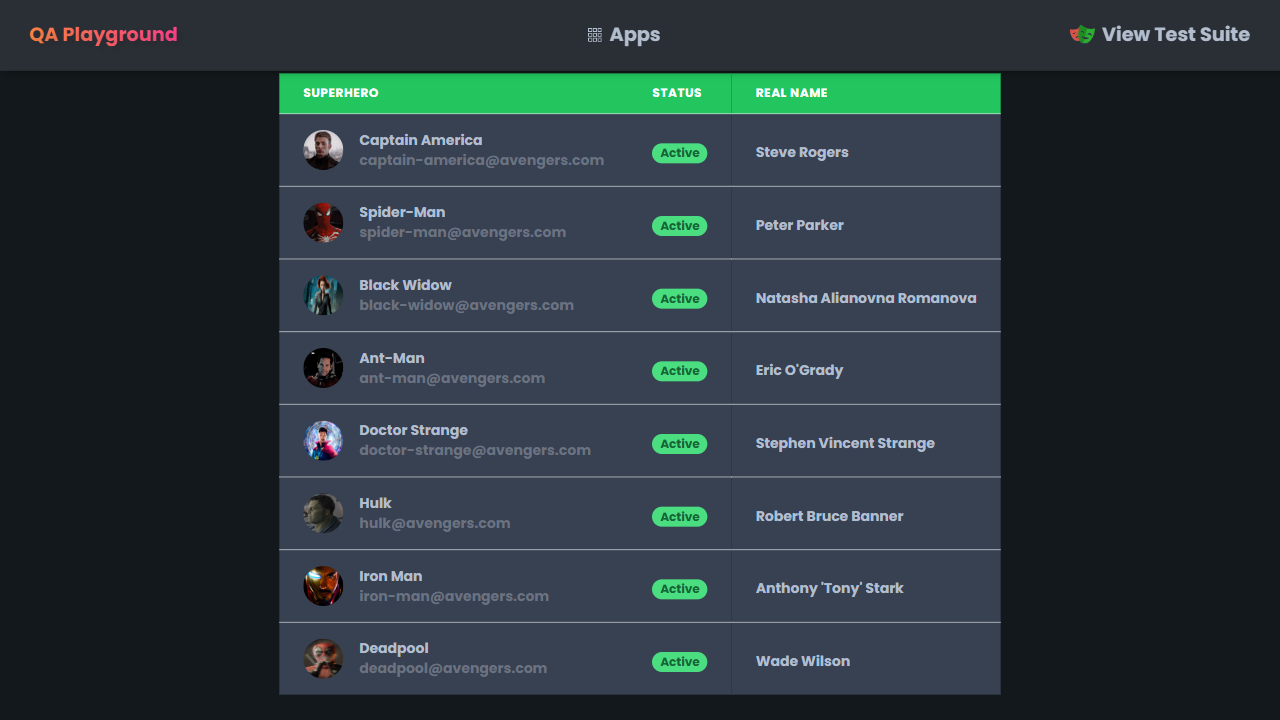 QA Playground
Apps
View Test Suite
SUPERHERO STATUS REAL NAME
Captain America
captain-america@avengers.com
Active
Steve Rogers
Spider-Man
spider-man@avengers.com
Active
Peter Parker
Black Widow
black-widow@avengers.com
Active
Natasha Alianovna Romanova
Ant-Man
ant-man@avengers.com
Active
Eric O'Grady
Doctor Strange
doctor-strange@avengers.com
Active
Stephen Vincent Strange
Hulk
hulk@avengers.com
Active
Robert Bruce Banner
Iron Man
iron-man@avengers.com
Active
Anthony 'Tony' Stark
Deadpool
deadpool@avengers.com
Active
Wade Wilson